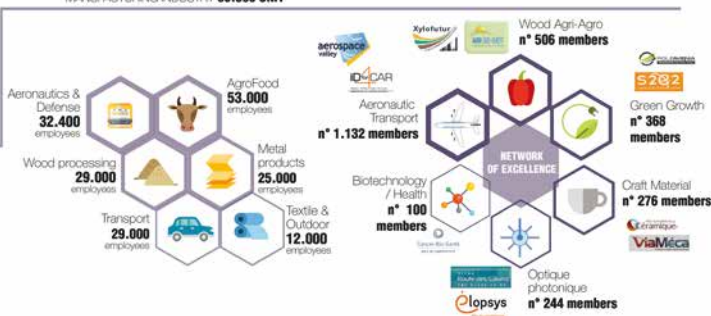 Aeronautics &
Defense
32.400
employees
AgroFood
53.000
employees
Wood processing
29.000
employees
Metal
products
25.000
employees
Transport
29.000
employees
Textile &
Outdoor
12.000
employees
aerospace
valley
Xylofutur
Wood Agri-Agro
n° 506 members
iD4CAR
Aeronautic
Transport
n° 1.132 members
S2E2
Green Growth
n° 368
members
NETWORK
OF EXCELLENCE
Biotechnology
/ Health
n° 100
members
Craft Material
n° 276 members
Céramique
ViaMéca
Optique
photonique
n° 244 members
élopsys